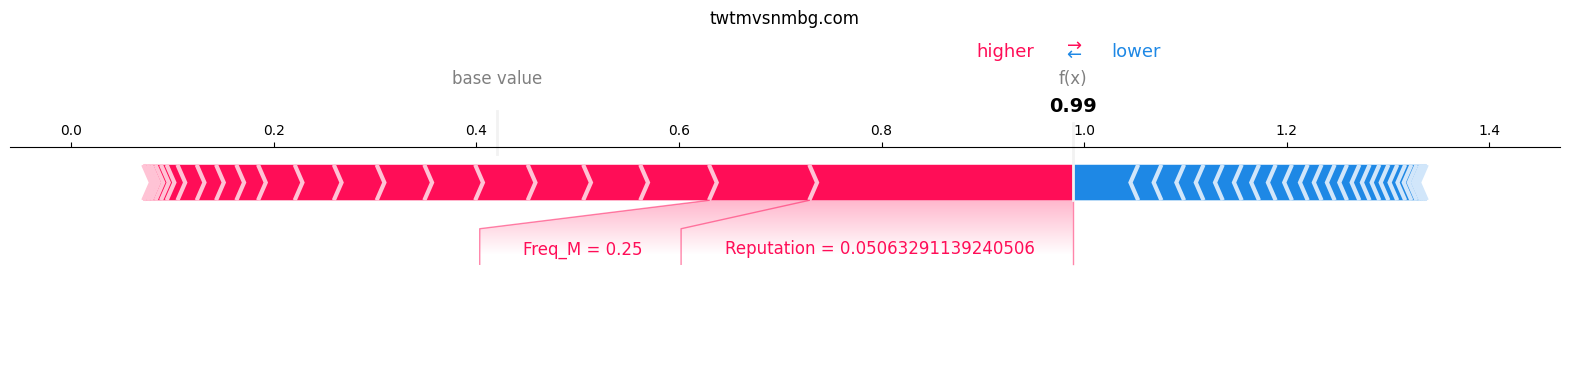 twtmvsnmbg.com
higher → ← lower
base value f(x)
0.99
0.0 0.2 0.4 0.6 0.8 1.0 1.2 1.4
Freq_M = 0.25 Reputation = 0.05063291139240506